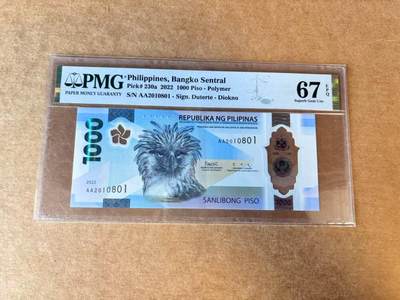 PMG
PAPER MONEY GUARANTY
Philippines, Bangko Sentral
Pick# 230a 2022 1000 Piso - Polymer
S/N AA2010801 - Sign. Duterte - Diokno
67 EPQ
Superb Gem Unc
REPUBLIKA NG PILIPINAS
AA2010801
1000
2022
AA2010801
SANLIBONG PISO